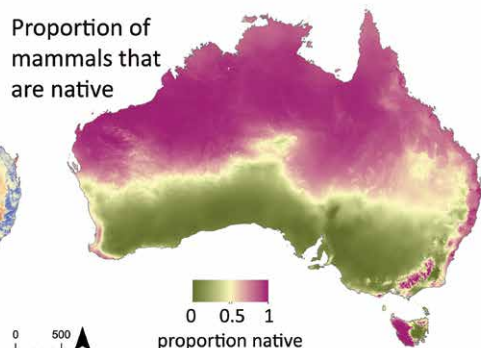 Proportion of
mammals that
are native
0 0.5 1
proportion native
0 500